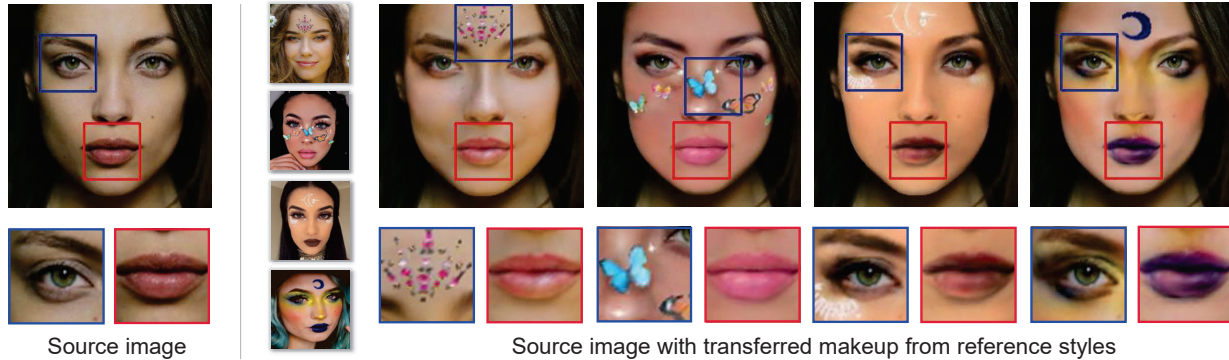 Source image
Source image with transferred makeup from reference styles